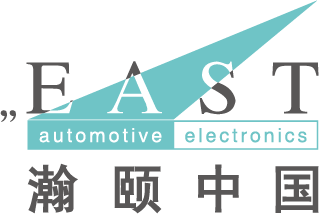 „EAST
automotive electronics
瀚颐中国